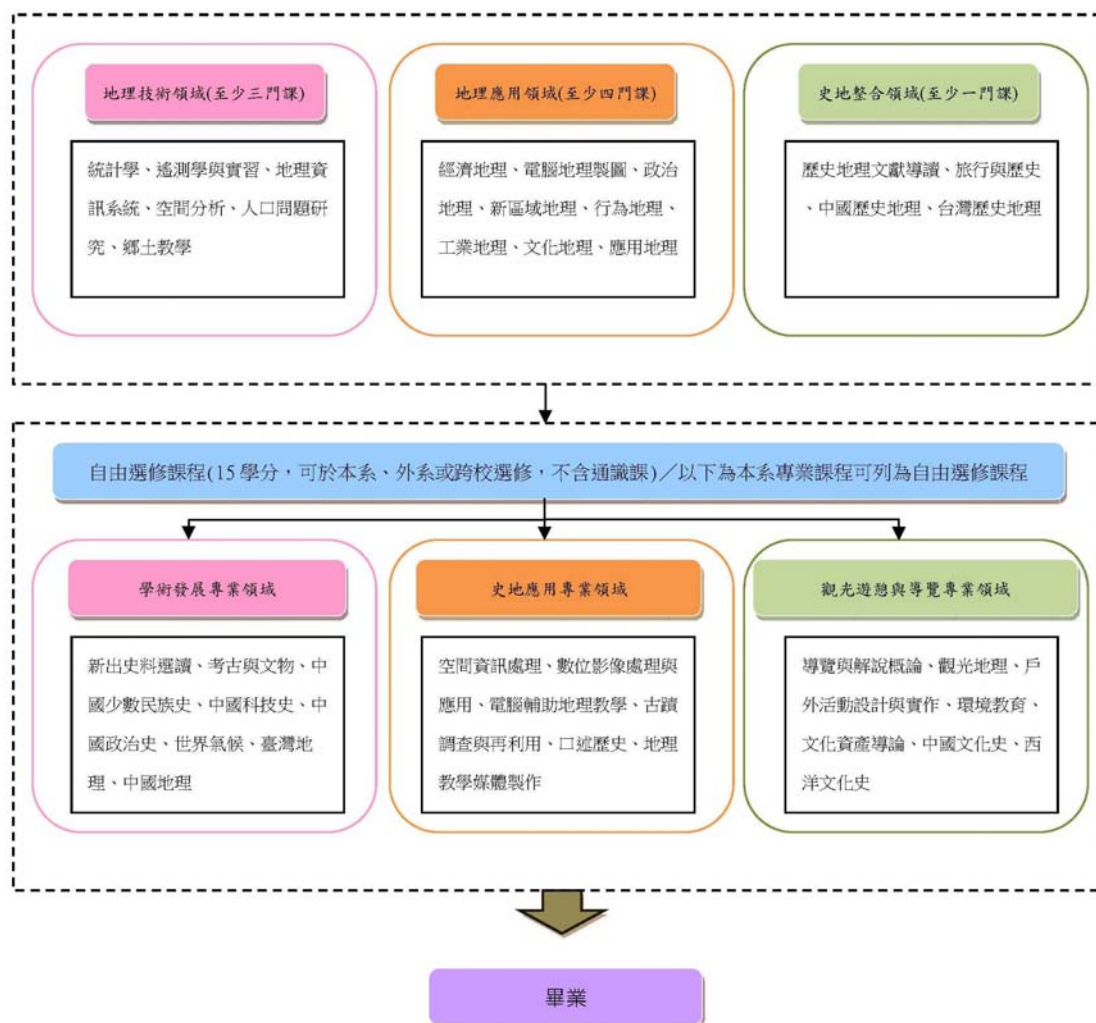 地理技術領域(至少三門課)
統計學、遙測學與實習、地理資
訊系統、空間分析、人口問題研
究、鄉土教學
地理應用領域(至少四門課)
經濟地理、電腦地理製圖、政治
地理、新區域地理、行為地理、
工業地理、文化地理、應用地理
史地整合領域(至少一門課)
歷史地理文獻導讀、旅行與歷史
、中國歷史地理、台灣歷史地理
自由選修課程(15 學分，可於本系、外系或跨校選修，不含通識課)／以下為本系專業課程可列為自由選修課程
學術發展專業領域
新出史料選讀、考古與文物、中
國少數民族史、中國科技史、中
國政治史、世界氣候、臺灣地
理、中國地理
史地應用專業領域
空間資訊處理、數位影像處理與
應用、電腦輔助地理教學、古蹟
調查與再利用、口述歷史、地理
教學媒體製作
觀光遊憩與導覽專業領域
導覽與解說概論、觀光地理、戶
外活動設計與實作、環境教育、
文化資產導論、中國文化史、西
洋文化史
畢業